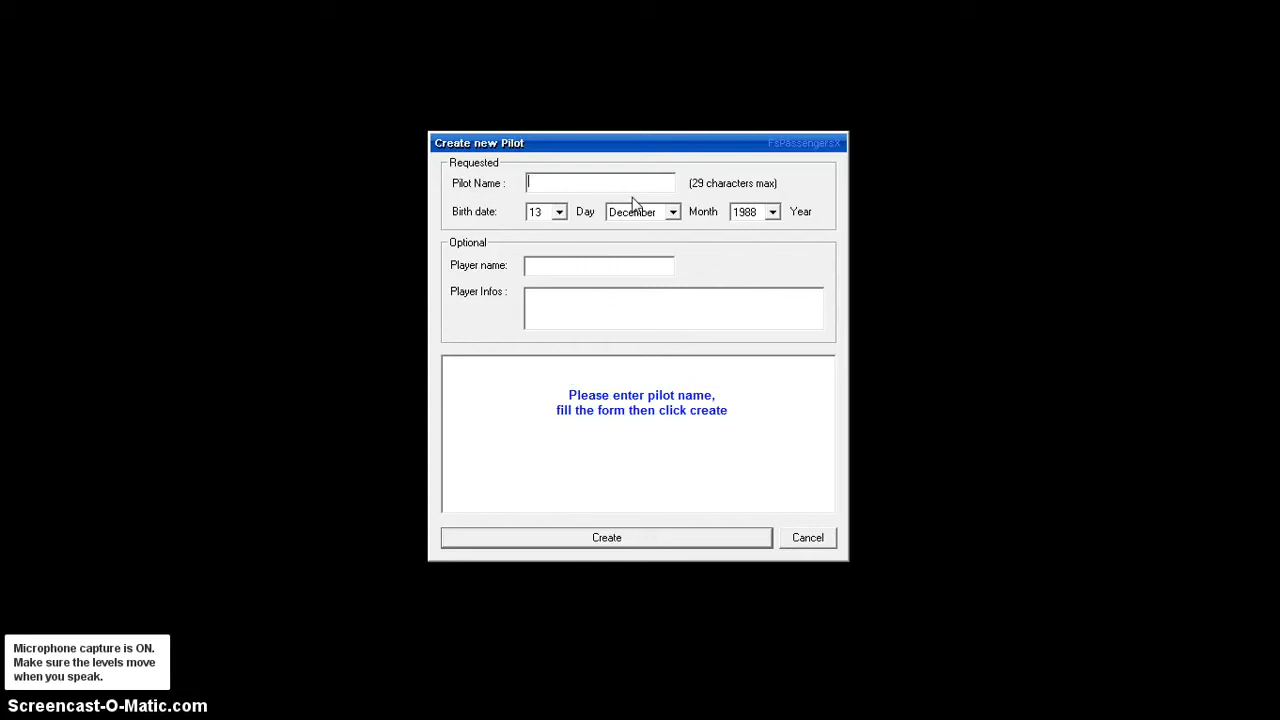 Create new Pilot FsPassengersX
Requested
Pilot Name : (29 characters max)
Birth date: 13 Day December Month 1988 Year
Optional
Player name:
Player Infos :
Please enter pilot name,
fill the form then click create
Create Cancel
Microphone capture is ON.
Make sure the levels move
when you speak.
Screencast-O-Matic.com